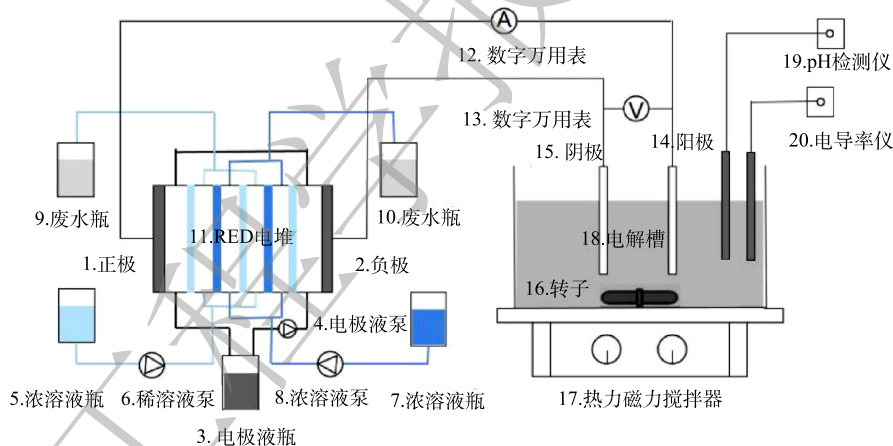 A
12. 数字万用表
19.pH检测仪
13. 数字万用表
V
14.阳极
20.电导率仪
15. 阴极
9.废水瓶
10.废水瓶
11.RED电堆
18.电解槽
1.正极
2.负极
16.转子
4.电极液泵
5.浓溶液瓶
6.稀溶液泵
8.浓溶液泵
7.浓溶液瓶
17.热力磁力搅拌器
3. 电极液瓶
工程学报